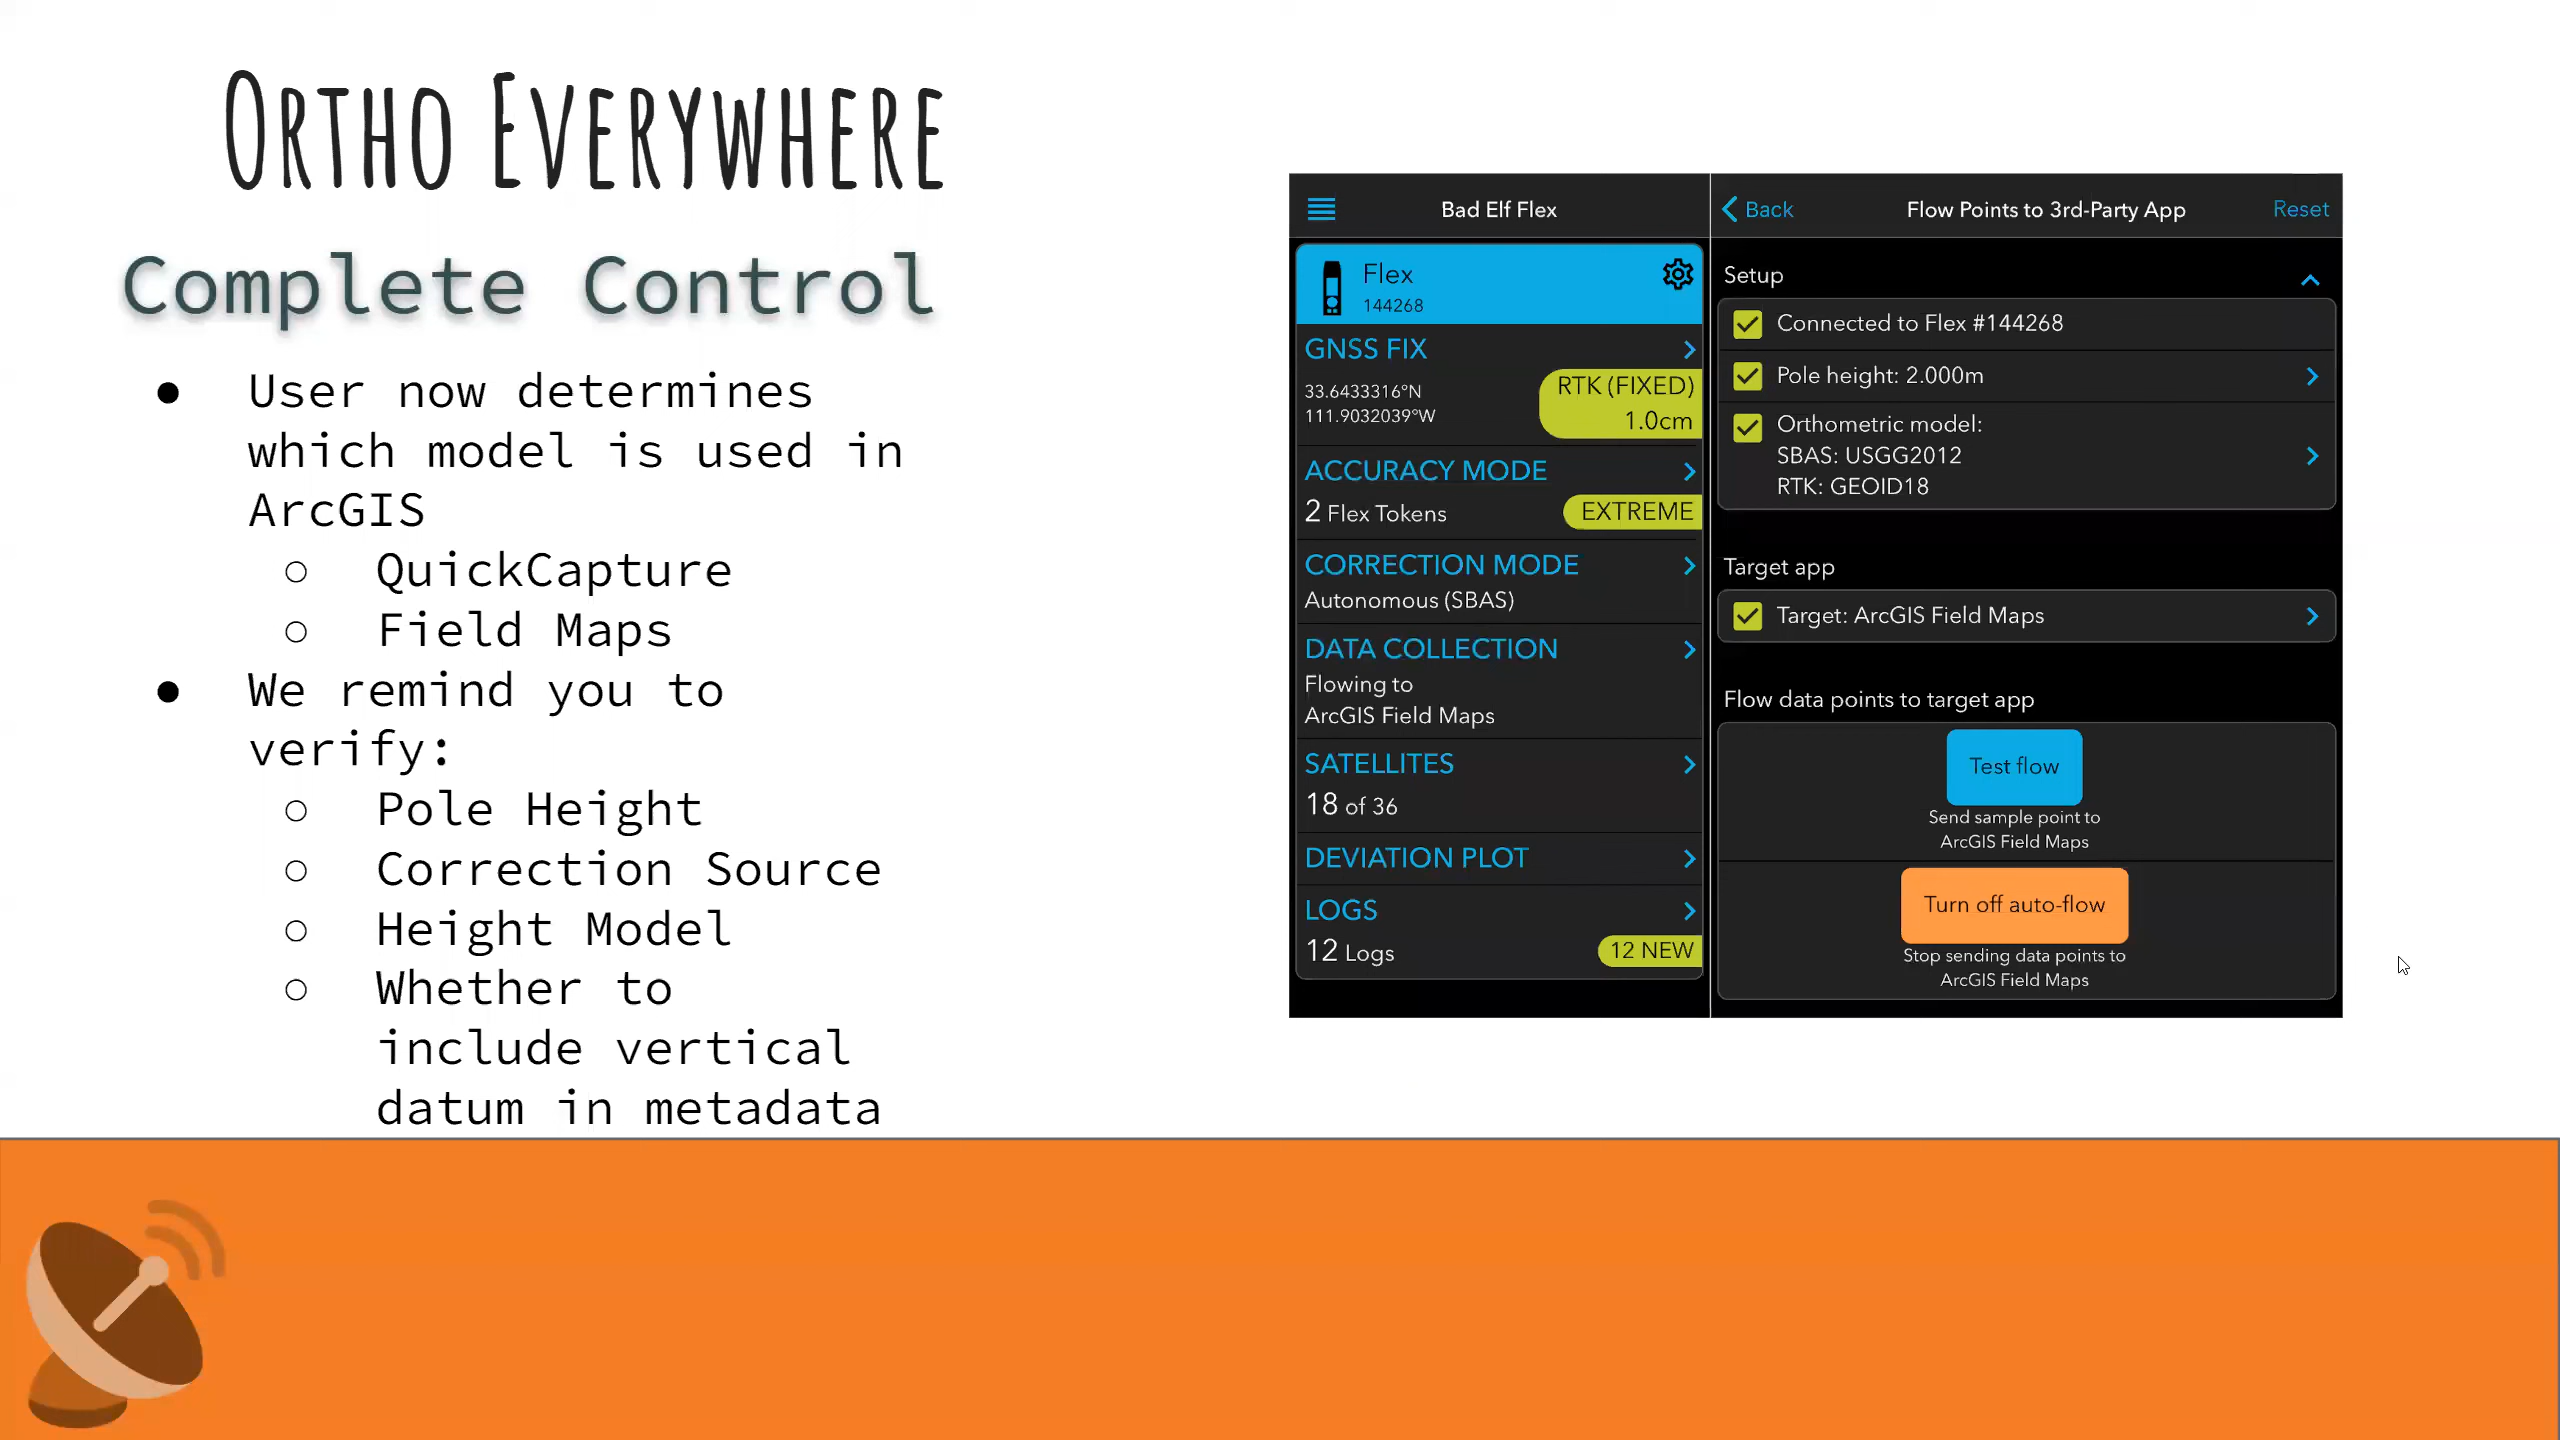 ORTHO EVERYWHERE
Complete Control
● User now determines
which model is used in
ArcGIS
○ QuickCapture
○ Field Maps
● We remind you to
verify:
○ Pole Height
○ Correction Source
○ Height Model
○ Whether to
include vertical
datum in metadata
Bad Elf Flex
Flex
144268
GNSS FIX
33.6433316°N
111.9032039°W
RTK (FIXED)
1.0cm
ACCURACY MODE
2 Flex Tokens
EXTREME
CORRECTION MODE
Autonomous (SBAS)
DATA COLLECTION
Flowing to
ArcGIS Field Maps
SATELLITES
18 of 36
DEVIATION PLOT
LOGS
12 Logs
12 NEW
Back
Flow Points to 3rd-Party App
Reset
Setup
Connected to Flex #144268
Pole height: 2.000m
Orthometric model:
SBAS: USGG2012
RTK: GEOID18
Target app
Target: ArcGIS Field Maps
Flow data points to target app
Test flow
Send sample point to
ArcGIS Field Maps
Turn off auto-flow
Stop sending data points to
ArcGIS Field Maps